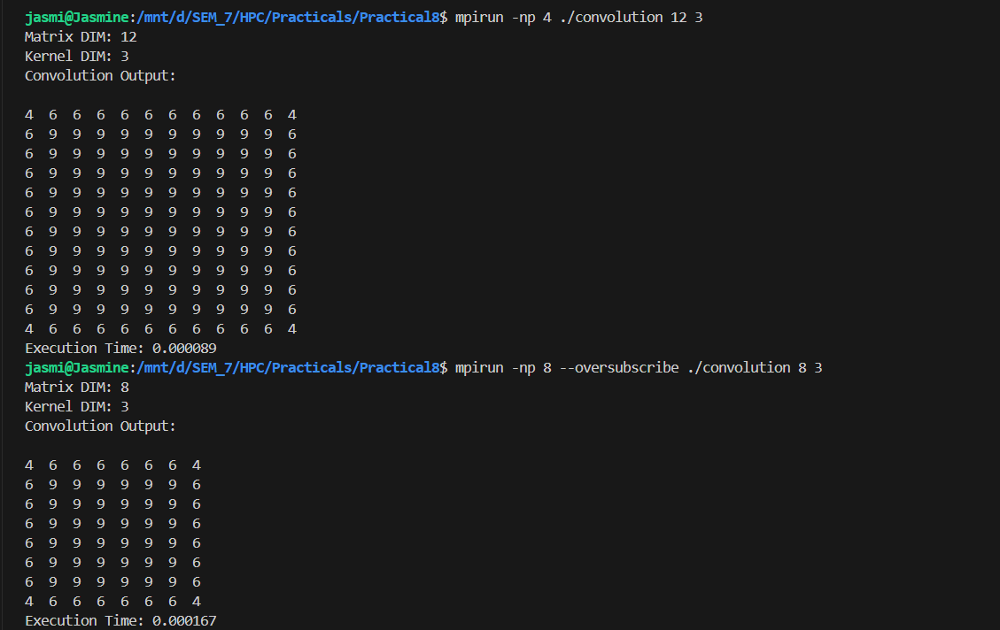 jasmi@Jasmine:/mnt/d/SEM_7/HPC/Practicals/Practical8$ mpirun -np 4 ./convolution 12 3
Matrix DIM: 12
Kernel DIM: 3
Convolution Output:
4 6 6 6 6 6 6 6 6 6 6 4
6 9 9 9 9 9 9 9 9 9 9 6
6 9 9 9 9 9 9 9 9 9 9 6
6 9 9 9 9 9 9 9 9 9 9 6
6 9 9 9 9 9 9 9 9 9 9 6
6 9 9 9 9 9 9 9 9 9 9 6
6 9 9 9 9 9 9 9 9 9 9 6
6 9 9 9 9 9 9 9 9 9 9 6
6 9 9 9 9 9 9 9 9 9 9 6
6 9 9 9 9 9 9 9 9 9 9 6
6 9 9 9 9 9 9 9 9 9 9 6
4 6 6 6 6 6 6 6 6 6 6 4
Execution Time: 0.000089
jasmi@Jasmine:/mnt/d/SEM_7/HPC/Practicals/Practical8$ mpirun -np 8 --oversubscribe ./convolution 8 3
Matrix DIM: 8
Kernel DIM: 3
Convolution Output:
4 6 6 6 6 6 6 4
6 9 9 9 9 9 9 6
6 9 9 9 9 9 9 6
6 9 9 9 9 9 9 6
6 9 9 9 9 9 9 6
6 9 9 9 9 9 9 6
6 9 9 9 9 9 9 6
4 6 6 6 6 6 6 4
Execution Time: 0.000167